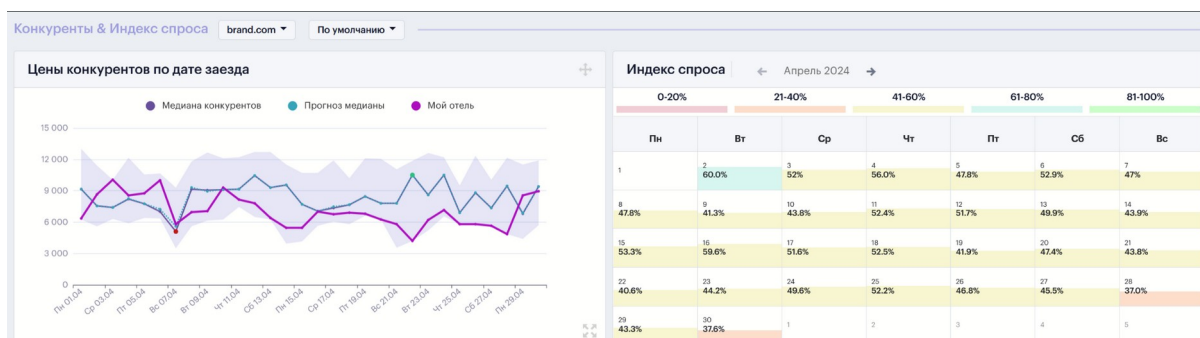 Конкуренты & Индекс спроса brand.com По умолчанию
Цены конкурентов по дате заезда
Медиана конкурентов Прогноз медианы Мой отель
15 000
12 000
9 000
6 000
3 000
0
Пн 01.04 Ср 03.04 Пт 05.04 Вс 07.04 Вт 09.04 Чт 11.04 Сб 13.04 Пн 15.04 Ср 17.04 Пт 19.04 Вс 21.04 Вт 23.04 Чт 25.04 Сб 27.04 Пн 29.04
Индекс спроса Апрель 2024
0-20% 21-40% 41-60% 61-80% 81-100%
Пн Вт Ср Чт Пт Сб Вс
1 2 3 4 5 6 7
60.0% 52% 56.0% 47.8% 52.9% 47%
8 9 10 11 12 13 14
47.8% 41.3% 43.8% 52.4% 51.7% 49.9% 43.9%
15 16 17 18 19 20 21
53.3% 59.6% 51.6% 52.5% 41.9% 47.4% 43.8%
22 23 24 25 26 27 28
40.6% 44.2% 49.6% 52.2% 46.8% 45.5% 37.0%
29 30 1 2 3 4 5
43.3% 37.6%